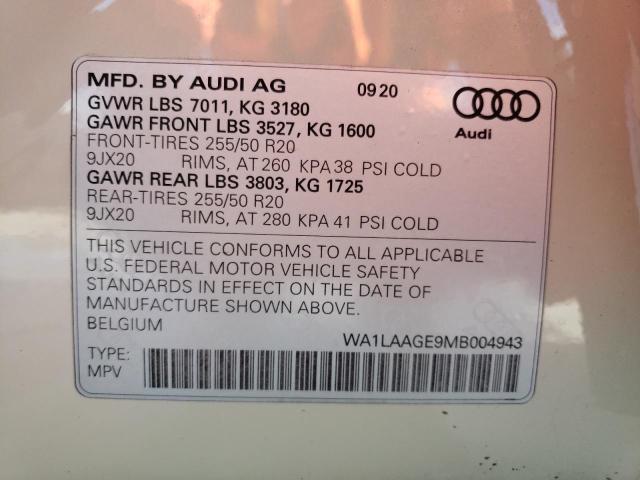 MFD. BY AUDI AG 09 20
GVWR LBS 7011, KG 3180
GAWR FRONT LBS 3527, KG 1600
FRONT-TIRES 255/50 R20
9JX20 RIMS, AT 260 KPA 38 PSI COLD
GAWR REAR LBS 3803, KG 1725
REAR-TIRES 255/50 R20
9JX20 RIMS, AT 280 KPA 41 PSI COLD
Audi
THIS VEHICLE CONFORMS TO ALL APPLICABLE
U.S. FEDERAL MOTOR VEHICLE SAFETY
STANDARDS IN EFFECT ON THE DATE OF
MANUFACTURE SHOWN ABOVE.
BELGIUM
WA1LAAGE9MB004943
TYPE:
MPV